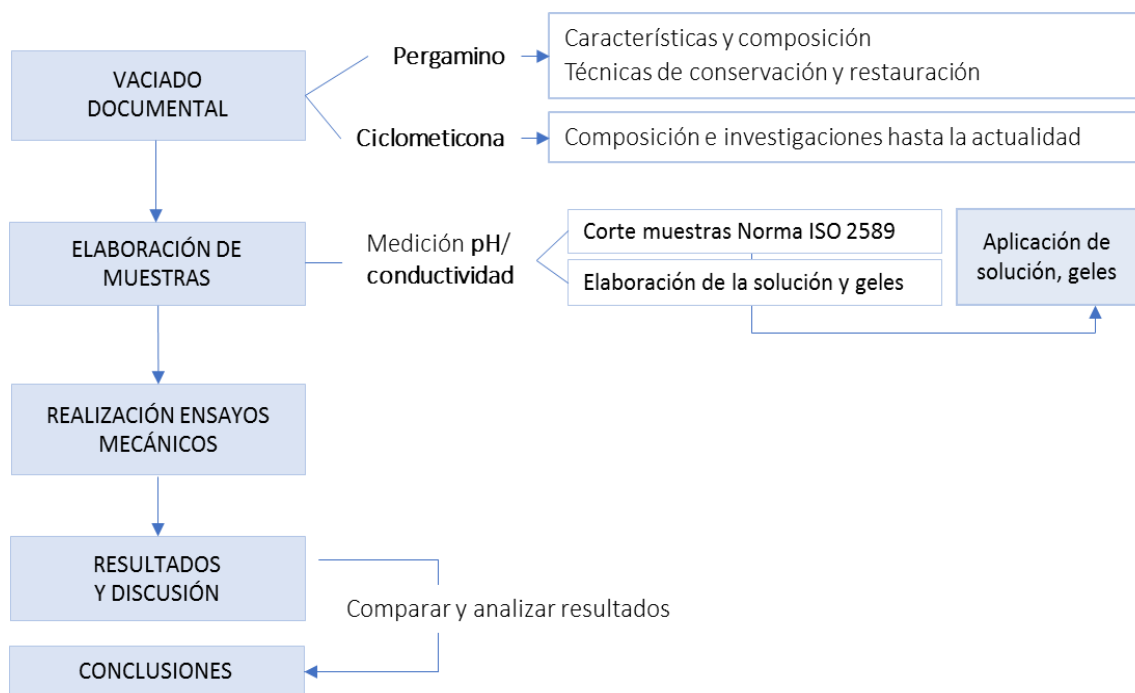 VACIADO
DOCUMENTAL
Pergamino
Características y composición
Técnicas de conservación y restauración
Ciclometicona
Composición e investigaciones hasta la actualidad
ELABORACIÓN DE
MUESTRAS
Medición pH/
conductividad
Corte muestras Norma ISO 2589
Elaboración de la solución y geles
Aplicación de
solución, geles
REALIZACIÓN ENSAYOS
MECÁNICOS
RESULTADOS
Y DISCUSIÓN
Comparar y analizar resultados
CONCLUSIONES